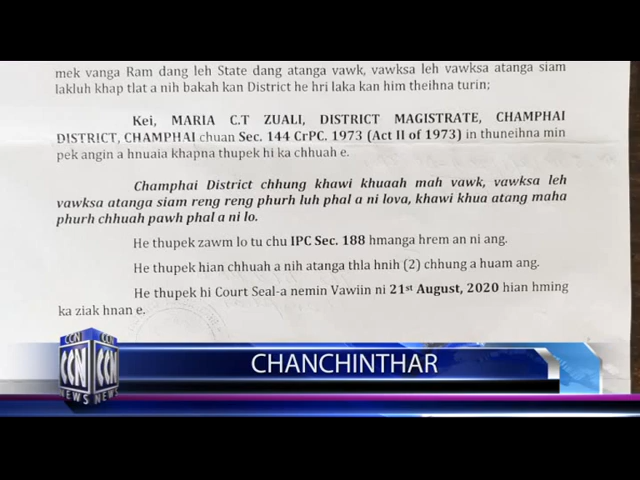 mek vanga Ram dang leh State dang atanga vawk, vawksa leh vawksa atanga siam
lakluh khap tlat a nih bakah kan District he hri laka kan him theihna turin;
Kei, MARIA C.T ZUALI, DISTRICT MAGISTRATE, CHAMPHAI
DISTRICT, CHAMPHAI chuan Sec. 144 CrPC. 1973 (Act II of 1973) in thuneihna min
pek angin a hnuaia khapna thupek hi ka chhuah e.
Champhai District chhung khawi khuaah mah vawk, vawksa leh
vawksa atanga siam reng reng phurh luh phal a ni lova, khawi khua atang maha
phurh chhuah pawh phal a ni lo.
He thupek zawm lo tu chu IPC Sec. 188 hmanga hrem an ni ang.
He thupek hian chhuah a nih atanga thla hnih (2) chhung a huam ang.
He thupek hi Court Seal-a nemin Vawiin ni 21st August, 2020 hian hming
ka ziak hnan e.
CHANCHINTHAR
CCN
CCN CCN
NEWS NEWS